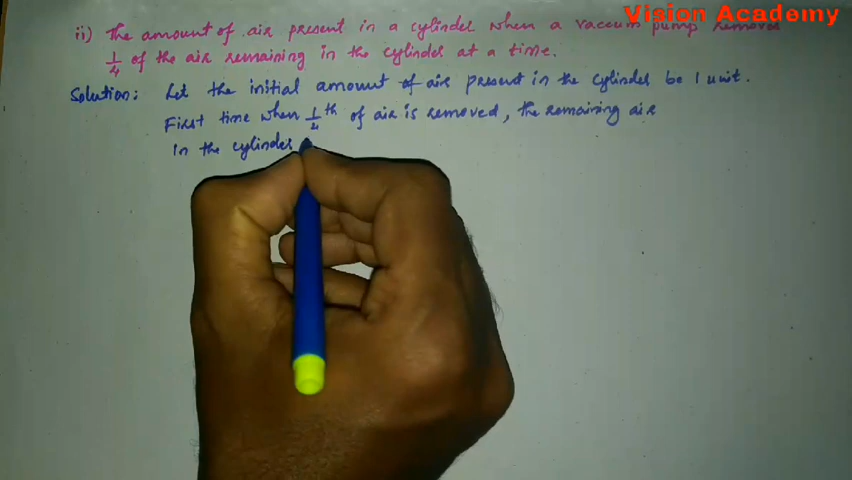 Vision Academy
ii) The amount of air present in a cylinder when a vacuum pump removes
1/4 of the air remaining in the cylinder at a time.
Solution: Let the initial amount of air present in the cylinder be 1 unit.
First time when 1/4 th of air is removed, the remaining air
in the cylinder